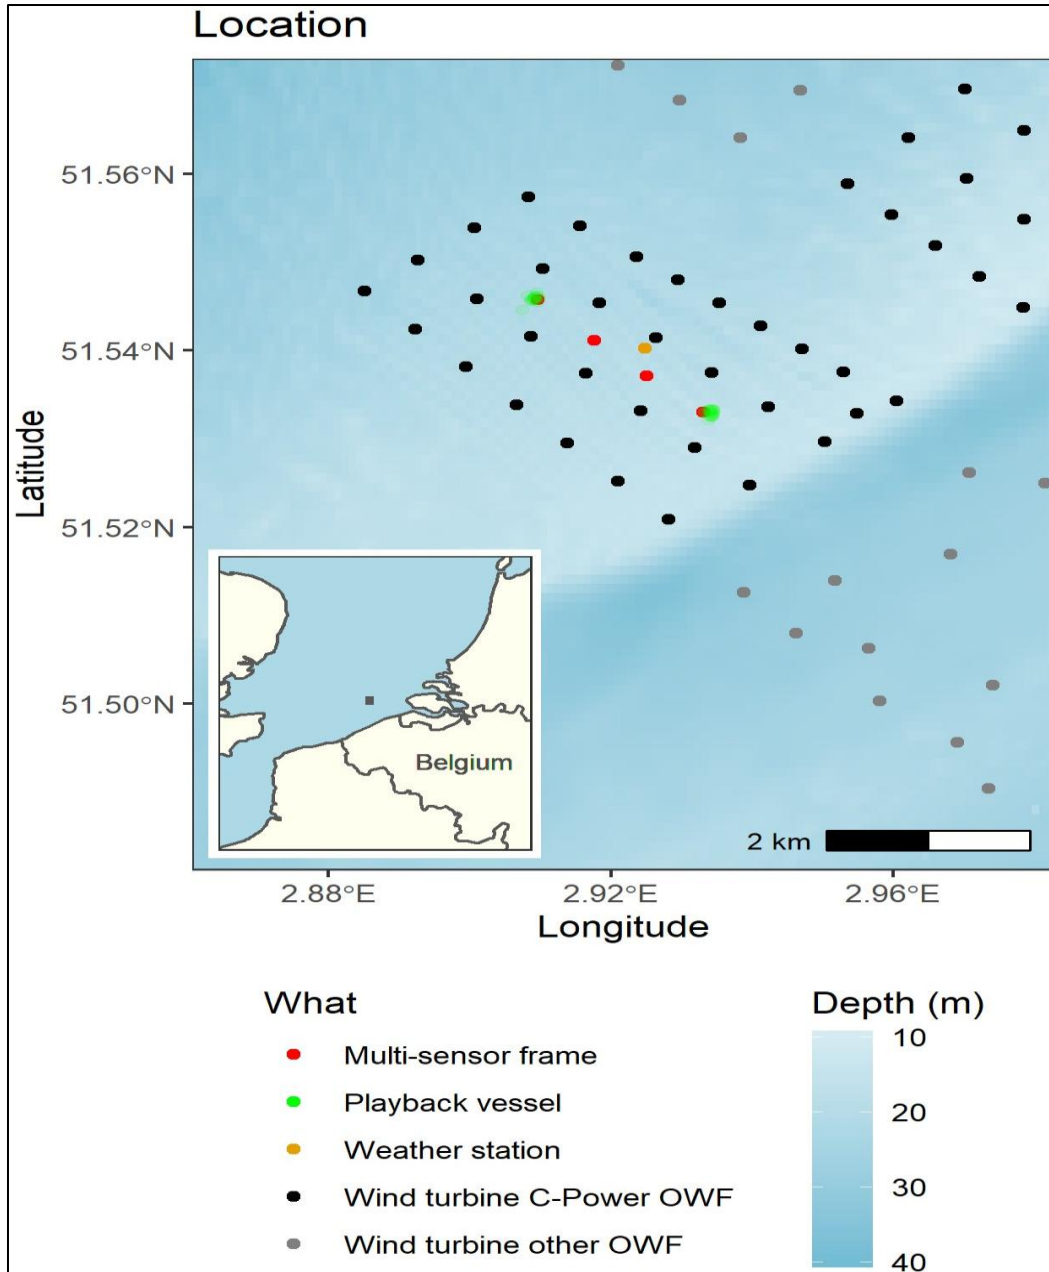 Location
51.56°N
51.54°N
51.52°N
51.50°N
Latitude
Belgium
2 km
2.88°E
2.92°E
2.96°E
Longitude
What
Multi-sensor frame
Playback vessel
Weather station
Wind turbine C-Power OWF
Wind turbine other OWF
Depth (m)
10
20
30
40